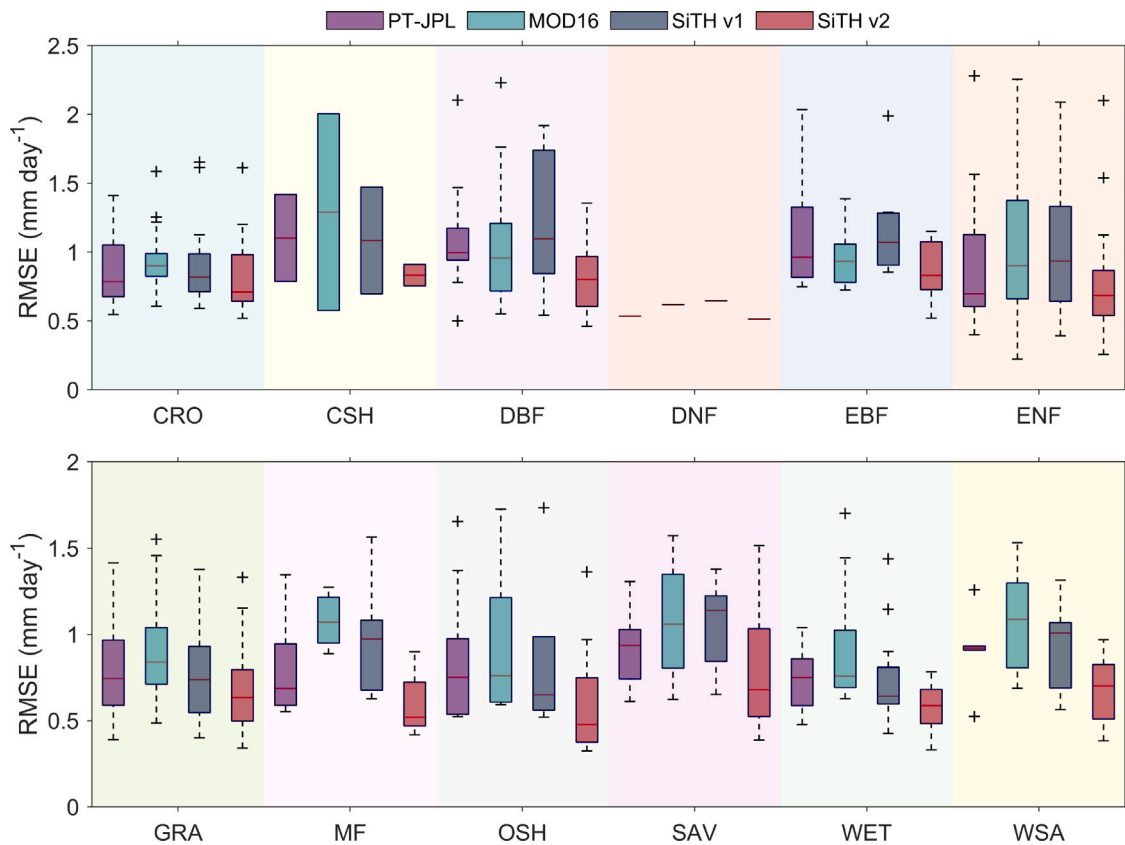 PT-JPL MOD16 SiTH v1 SiTH v2
RMSE (mm day-1)
2.5
2
1.5
1
0.5
0
CRO CSH DBF DNF EBF ENF
RMSE (mm day-1)
2
1.5
1
0.5
0
GRA MF OSH SAV WET WSA